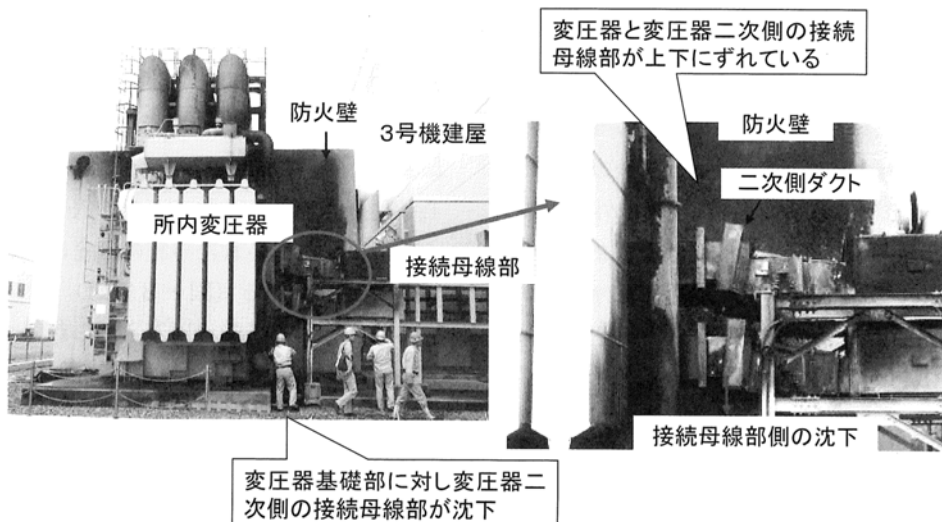 変圧器と変圧器二次側の接続
母線部が上下にずれている
防火壁
3号機建屋
所内変圧器
接続母線部
防火壁
二次側ダクト
接続母線部側の沈下
変圧器基礎部に対し変圧器二
次側の接続母線部が沈下